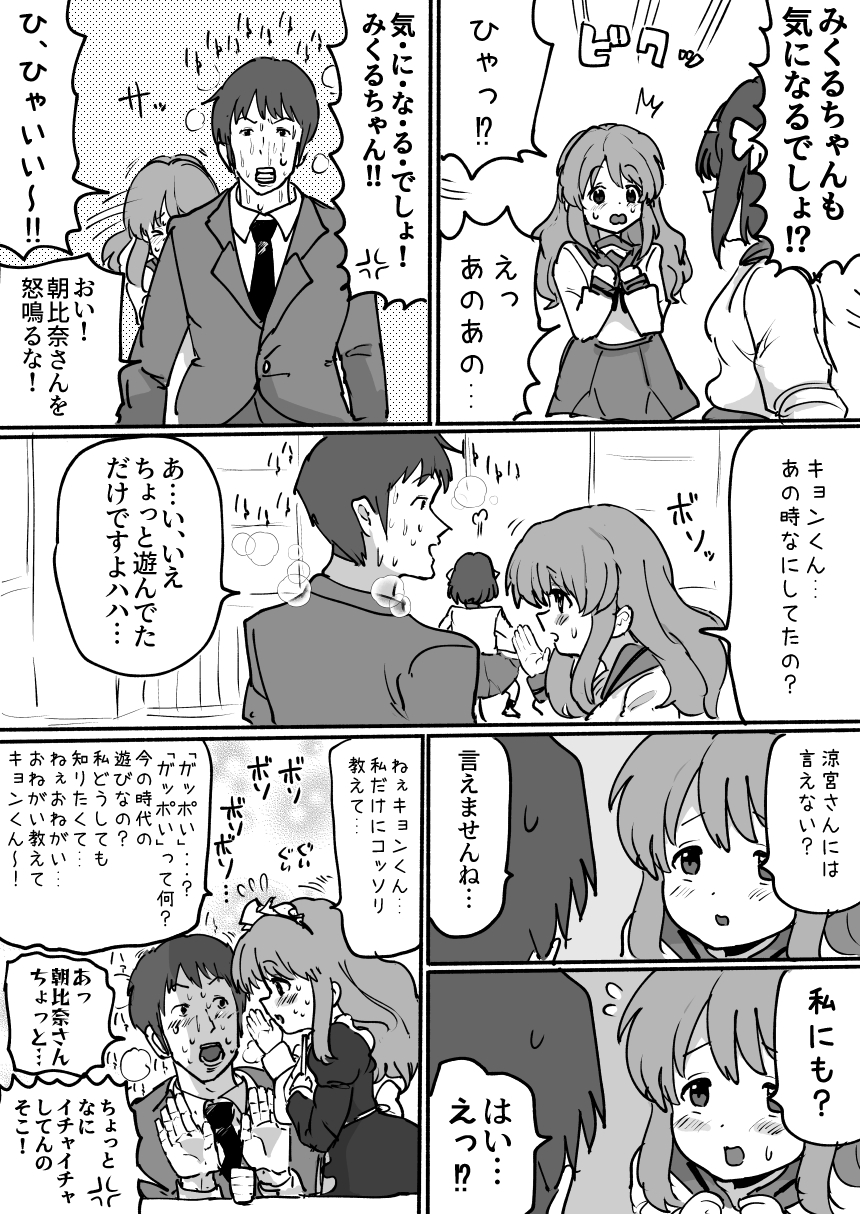 みくるちゃんも
気になるでしょ!?
ビクッ
ひゃっ!?
えっ
あのあの…
気・に・な・る・でしょ!
みくるちゃん!!
サッ
ひ、ひゃいい～!!
おい!
朝比奈さんを
怒鳴るな!
キョンくん…
あの時なにしてたの?
ボソッ
あ…い、いえ
ちょっと遊んでた
だけですよハハ…
涼宮さんには
言えない?
言えませんね…
私にも?
はい…
えっ!?
ねぇキョンくん…
私だけにコッソリ
教えて…
ボソ
ボソ
ボソ
ボソ…
ぐぃ
ぐぃ
「ガッポい」…?
「ガッポい」って何?
今の時代の
遊びなの?
私どうしても
知りたくて…
ねぇおねがい…
おねがい教えて
キョンくん～!
あっ
朝比奈さん
ちょっと…
ちょっと
なに
イチャイチャ
してんの
そこ!